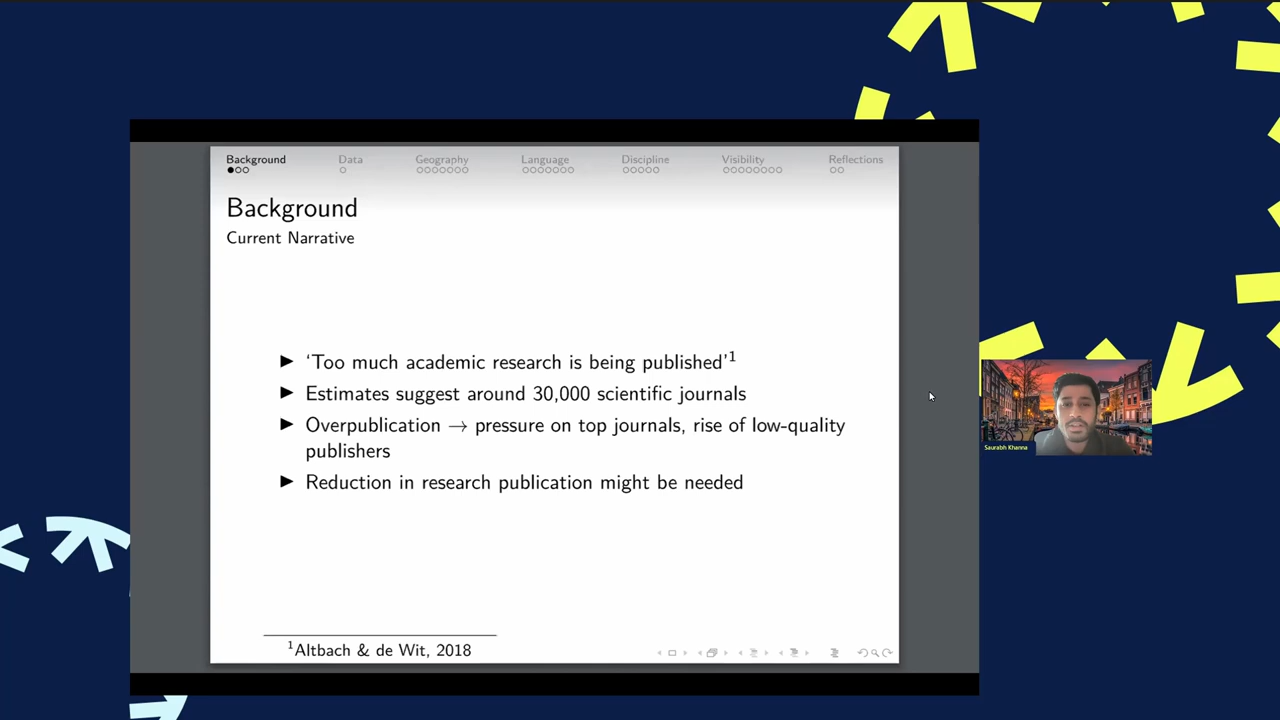 Background Data Geography Language Discipline Visibility Reflections
Background
Current Narrative
‘Too much academic research is being published’1
Estimates suggest around 30,000 scientific journals
Overpublication → pressure on top journals, rise of low-quality
publishers
Reduction in research publication might be needed
1Altbach & de Wit, 2018
Saurabh Khanna